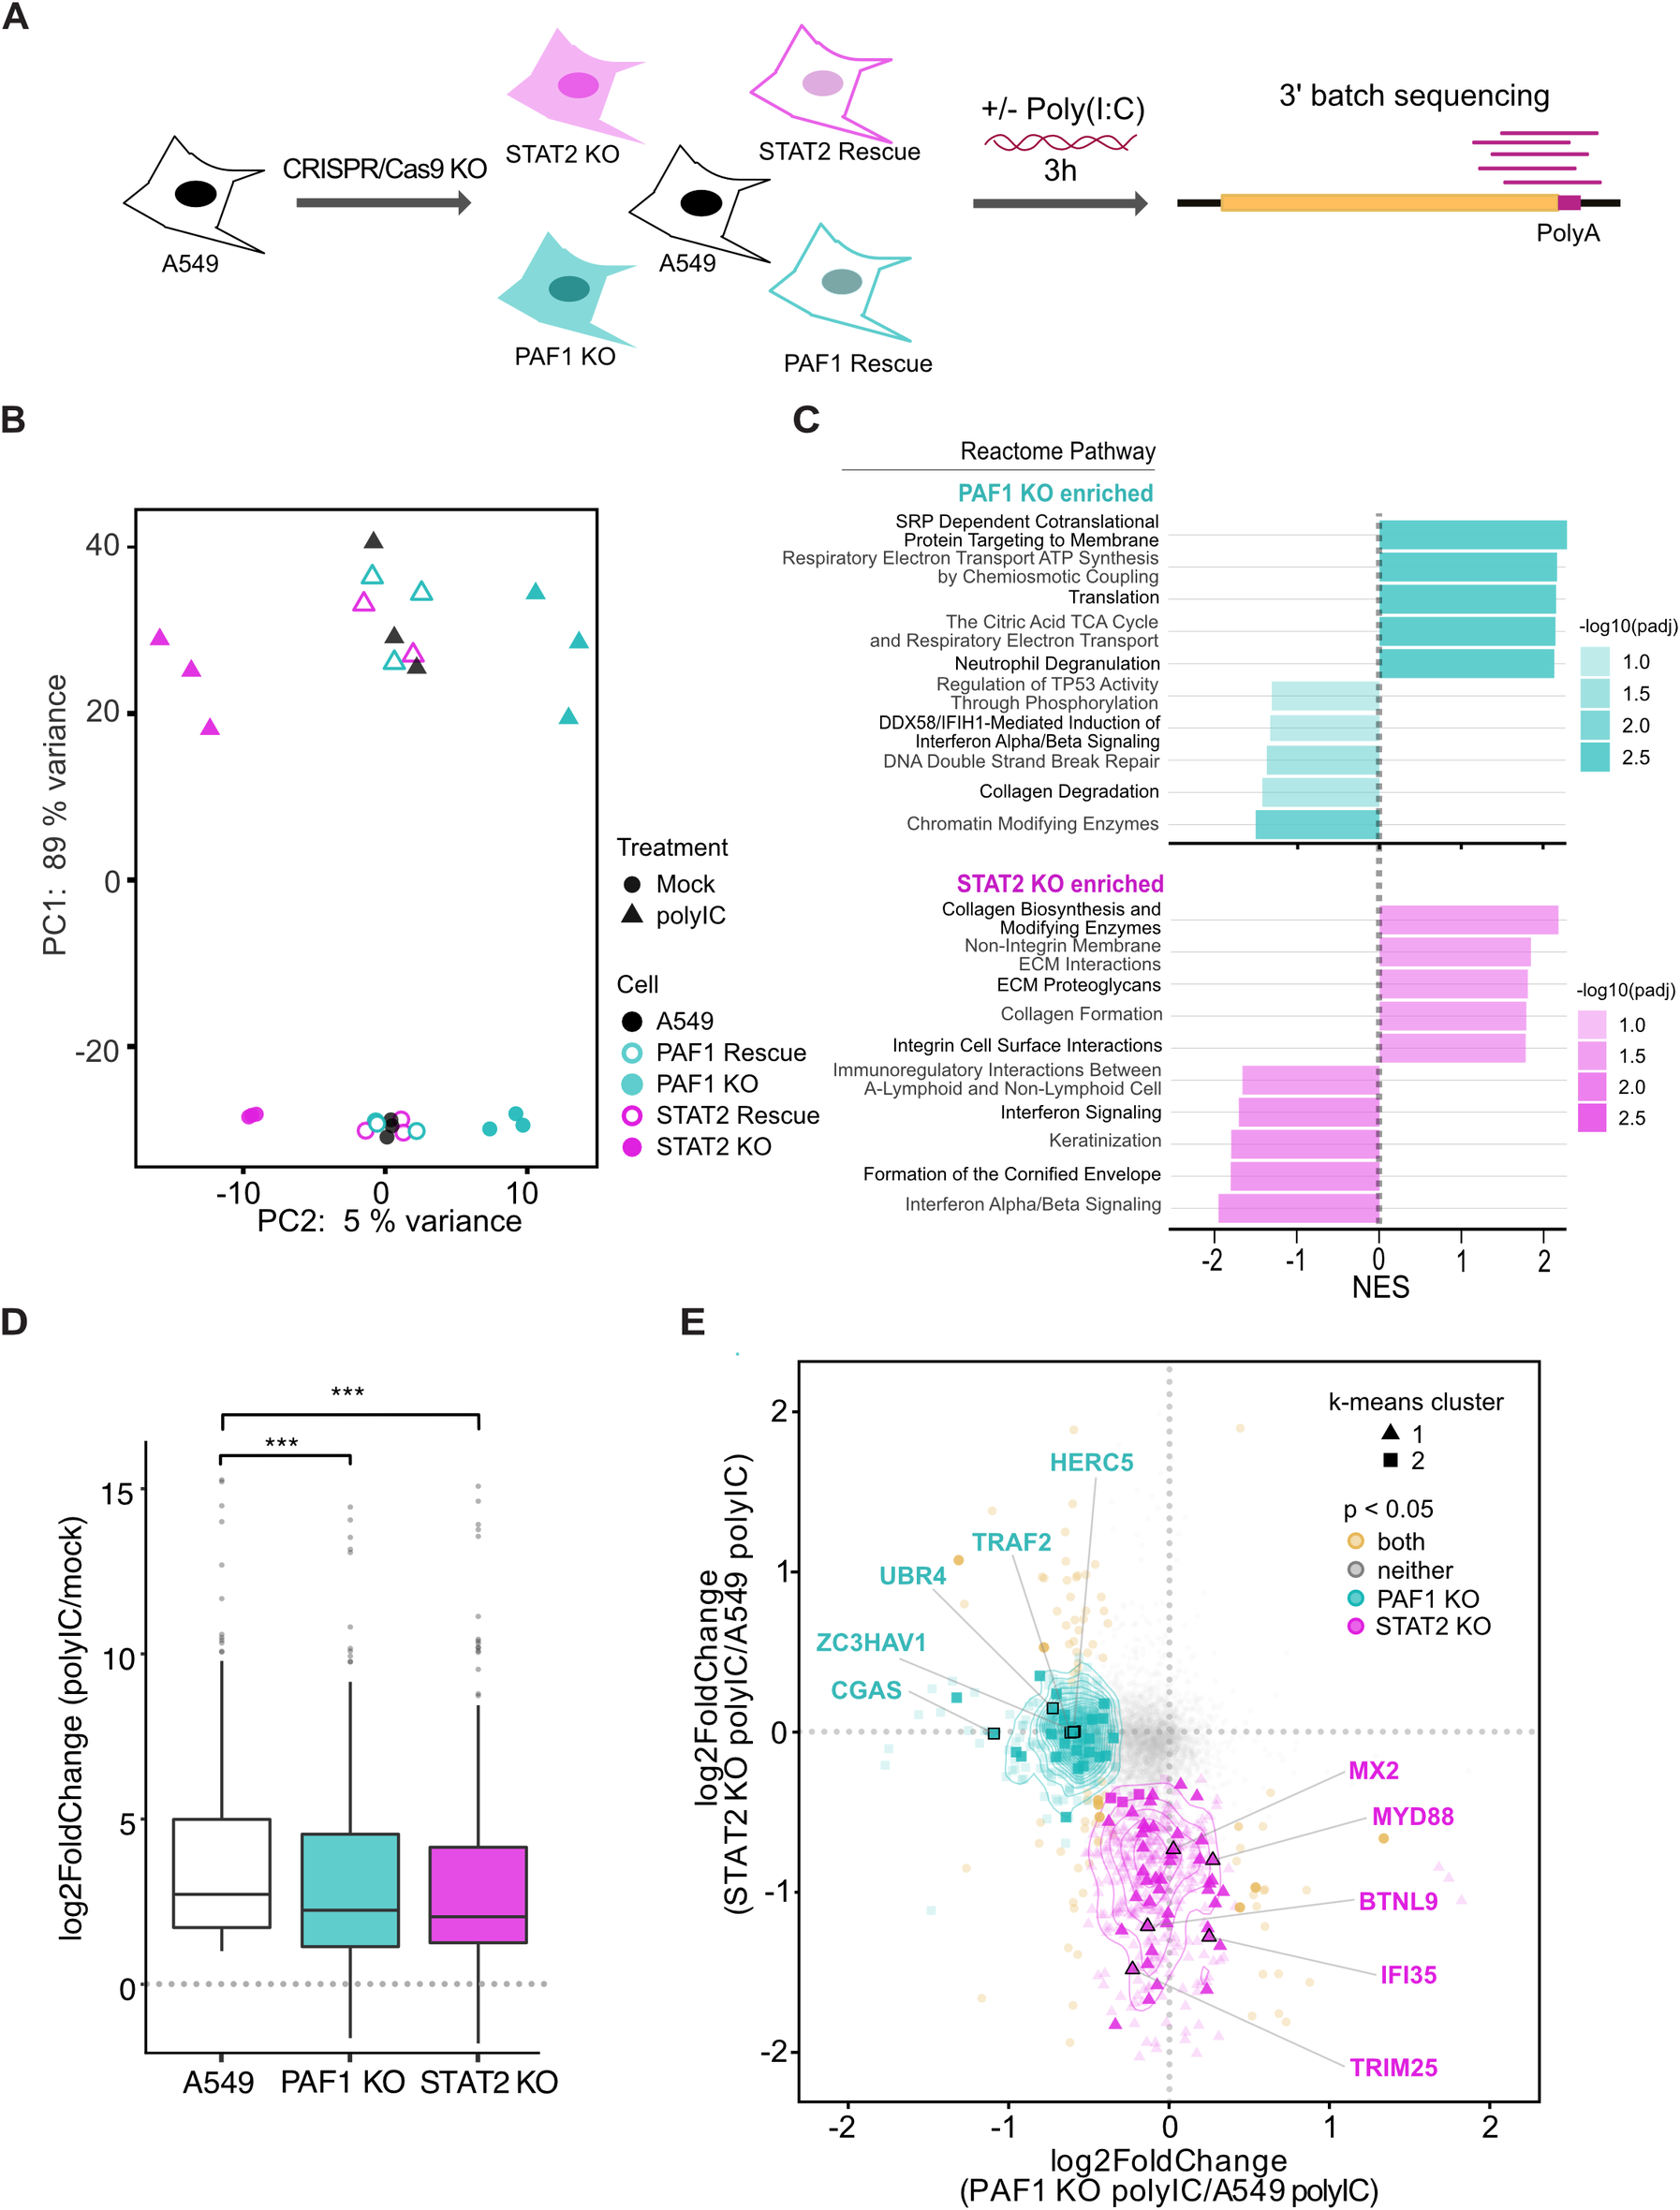 A
CRISPR/Cas9 KO
A549
STAT2 KO
STAT2 Rescue
A549
PAF1 KO
PAF1 Rescue
+/- Poly(I:C)
3h
3' batch sequencing
PolyA
B
PC1: 89 % variance
40
20
0
-20
-10
0
10
PC2: 5 % variance
Treatment
Mock
polyIC
Cell
A549
PAF1 Rescue
PAF1 KO
STAT2 Rescue
STAT2 KO
C
Reactome Pathway
PAF1 KO enriched
SRP Dependent Cotranslational
Protein Targeting to Membrane
Respiratory Electron Transport ATP Synthesis
by Chemiosmotic Coupling
Translation
The Citric Acid TCA Cycle
and Respiratory Electron Transport
Neutrophil Degranulation
Regulation of TP53 Activity
Through Phosphorylation
DDX58/IFIH1-Mediated Induction of
Interferon Alpha/Beta Signaling
DNA Double Strand Break Repair
Collagen Degradation
Chromatin Modifying Enzymes
-log10(padj)
1.0
1.5
2.0
2.5
STAT2 KO enriched
Collagen Biosynthesis and
Modifying Enzymes
Non-Integrin Membrane
ECM Interactions
ECM Proteoglycans
Collagen Formation
Integrin Cell Surface Interactions
Immunoregulatory Interactions Between
A-Lymphoid and Non-Lymphoid Cell
Interferon Signaling
Keratinization
Formation of the Cornified Envelope
Interferon Alpha/Beta Signaling
-log10(padj)
1.0
1.5
2.0
2.5
-2
-1
0
1
2
NES
D
***
***
log2FoldChange (polyIC/mock)
15
10
5
0
A549
PAF1 KO
STAT2 KO
E
log2FoldChange
(STAT2 KO polyIC/A549 polyIC)
2
1
0
-1
-2
HERC5
TRAF2
UBR4
ZC3HAV1
CGAS
k-means cluster
1
2
p < 0.05
both
neither
PAF1 KO
STAT2 KO
MX2
MYD88
BTNL9
IFI35
TRIM25
-2
-1
0
1
2
log2FoldChange
(PAF1 KO polyIC/A549 polyIC)